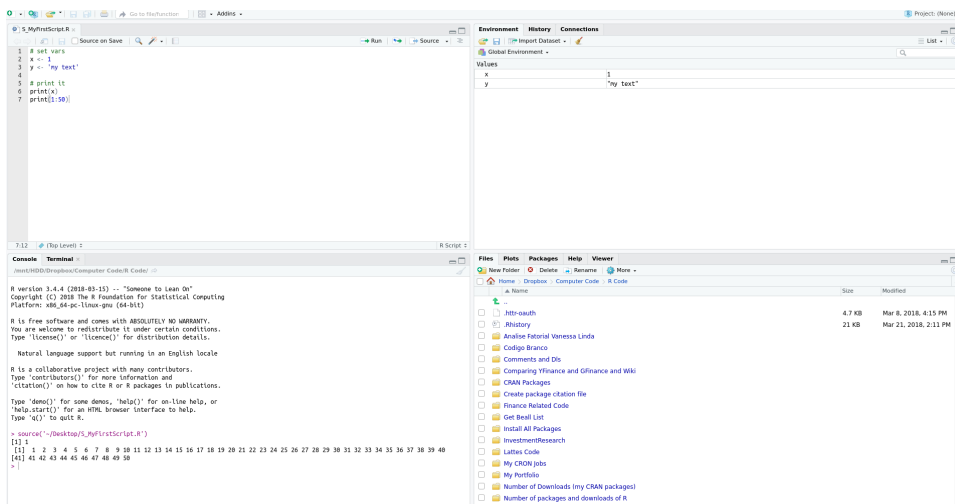 Go to file/function
Addins
Project: (None)
S_MyFirstScript.R
Source on Save
Run
Source
1 # set vars
2 x <- 1
3 y <- 'my text'
4
5 # print it
6 print(x)
7 print(1:50)
7:12
(Top Level)
R Script
Environment History Connections
Import Dataset
List
Global Environment
Values
x 1
y "my text"
Console Terminal
/mnt/HDD/Dropbox/Computer Code/R Code/
R version 3.4.4 (2018-03-15) -- "Someone to Lean On"
Copyright (C) 2018 The R Foundation for Statistical Computing
Platform: x86_64-pc-linux-gnu (64-bit)
R is free software and comes with ABSOLUTELY NO WARRANTY.
You are welcome to redistribute it under certain conditions.
Type 'license()' or 'licence()' for distribution details.
Natural language support but running in an English locale
R is a collaborative project with many contributors.
Type 'contributors()' for more information and
'citation()' on how to cite R or R packages in publications.
Type 'demo()' for some demos, 'help()' for on-line help, or
'help.start()' for an HTML browser interface to help.
Type 'q()' to quit R.
> source('~/Desktop/S_MyFirstScript.R')
[1] 1
[1] 1 2 3 4 5 6 7 8 9 10 11 12 13 14 15 16 17 18 19 20 21 22 23 24 25 26 27 28 29 30 31 32 33 34 35 36 37 38 39 40
[41] 41 42 43 44 45 46 47 48 49 50
>
Files Plots Packages Help Viewer
New Folder Delete Rename More
Home Dropbox Computer Code R Code
Name Size Modified
..
.httr-oauth 4.7 KB Mar 8, 2018, 4:15 PM
.Rhistory 21 KB Mar 21, 2018, 2:11 PM
Analise Fatorial Vanessa Linda
Codigo Branco
Comments and DIs
Comparing YFinance and GFinance and Wiki
CRAN Packages
Create package citation file
Finance Related Code
Get Beall List
Install All Packages
InvestmentResearch
Lattes Code
My CRON Jobs
My Portfolio
Number of Downloads (my CRAN packages)
Number of packages and downloads of R